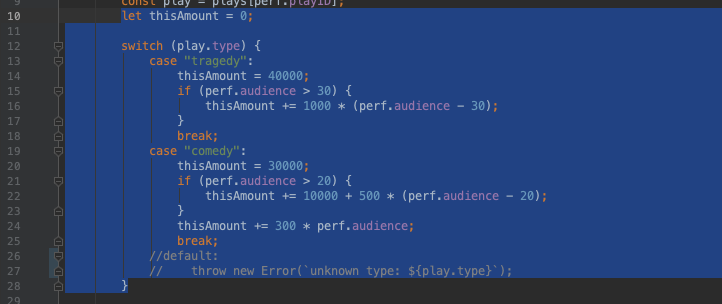 9 const play = plays[perf.playID];
10 let thisAmount = 0;
11
12 switch (play.type) {
13 case "tragedy":
14 thisAmount = 40000;
15 if (perf.audience > 30) {
16 thisAmount += 1000 * (perf.audience - 30);
17 }
18 break;
19 case "comedy":
20 thisAmount = 30000;
21 if (perf.audience > 20) {
22 thisAmount += 10000 + 500 * (perf.audience - 20);
23 }
24 thisAmount += 300 * perf.audience;
25 break;
26 //default:
27 // throw new Error(`unknown type: ${play.type}`);
28 }
29